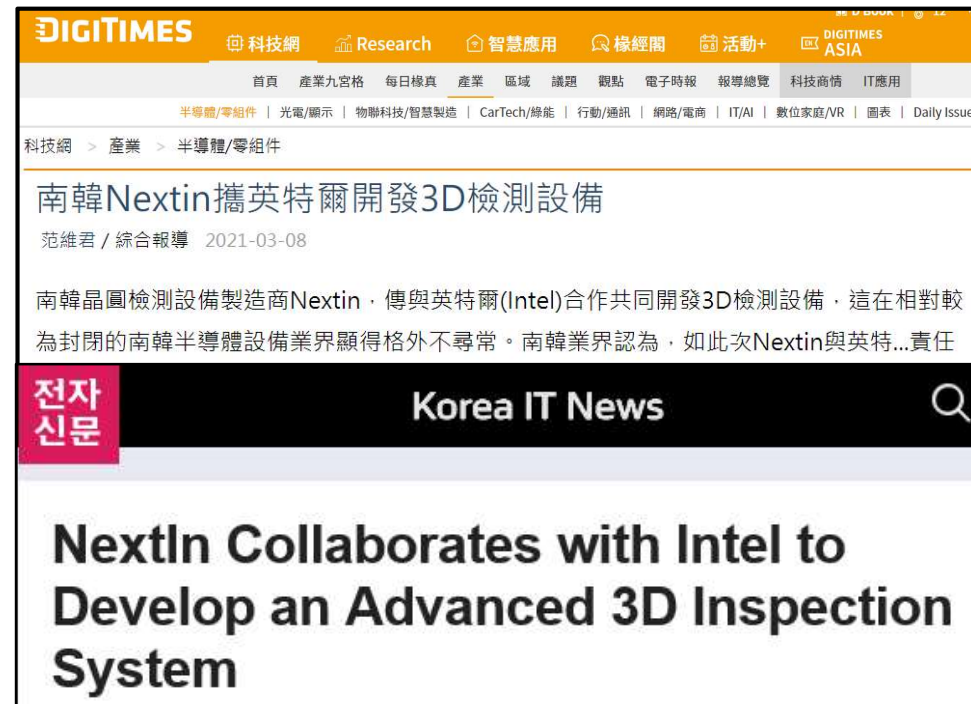 DIGITIMES
科技網 Research 智慧應用 椽經閣 活動+ DIGITIMES ASIA
首頁 產業九宮格 每日椽真 產業 區域 議題 觀點 電子時報 報導總覽 科技商情 IT應用
半導體/零組件 | 光電/顯示 | 物聯科技/智慧製造 | CarTech/綠能 | 行動/通訊 | 網路/電商 | IT/AI | 數位家庭/VR | 圖表 | Daily Issue
科技網 > 產業 > 半導體/零組件
南韓Nextin攜英特爾開發3D檢測設備
范維君 / 綜合報導 2021-03-08
南韓晶圓檢測設備製造商Nextin，傳與英特爾(Intel)合作共同開發3D檢測設備，這在相對較
為封閉的南韓半導體設備業界顯得格外不尋常。南韓業界認為，如此次Nextin與英特...責任
전자
신문
Korea IT News
NextIn Collaborates with Intel to
Develop an Advanced 3D Inspection
System